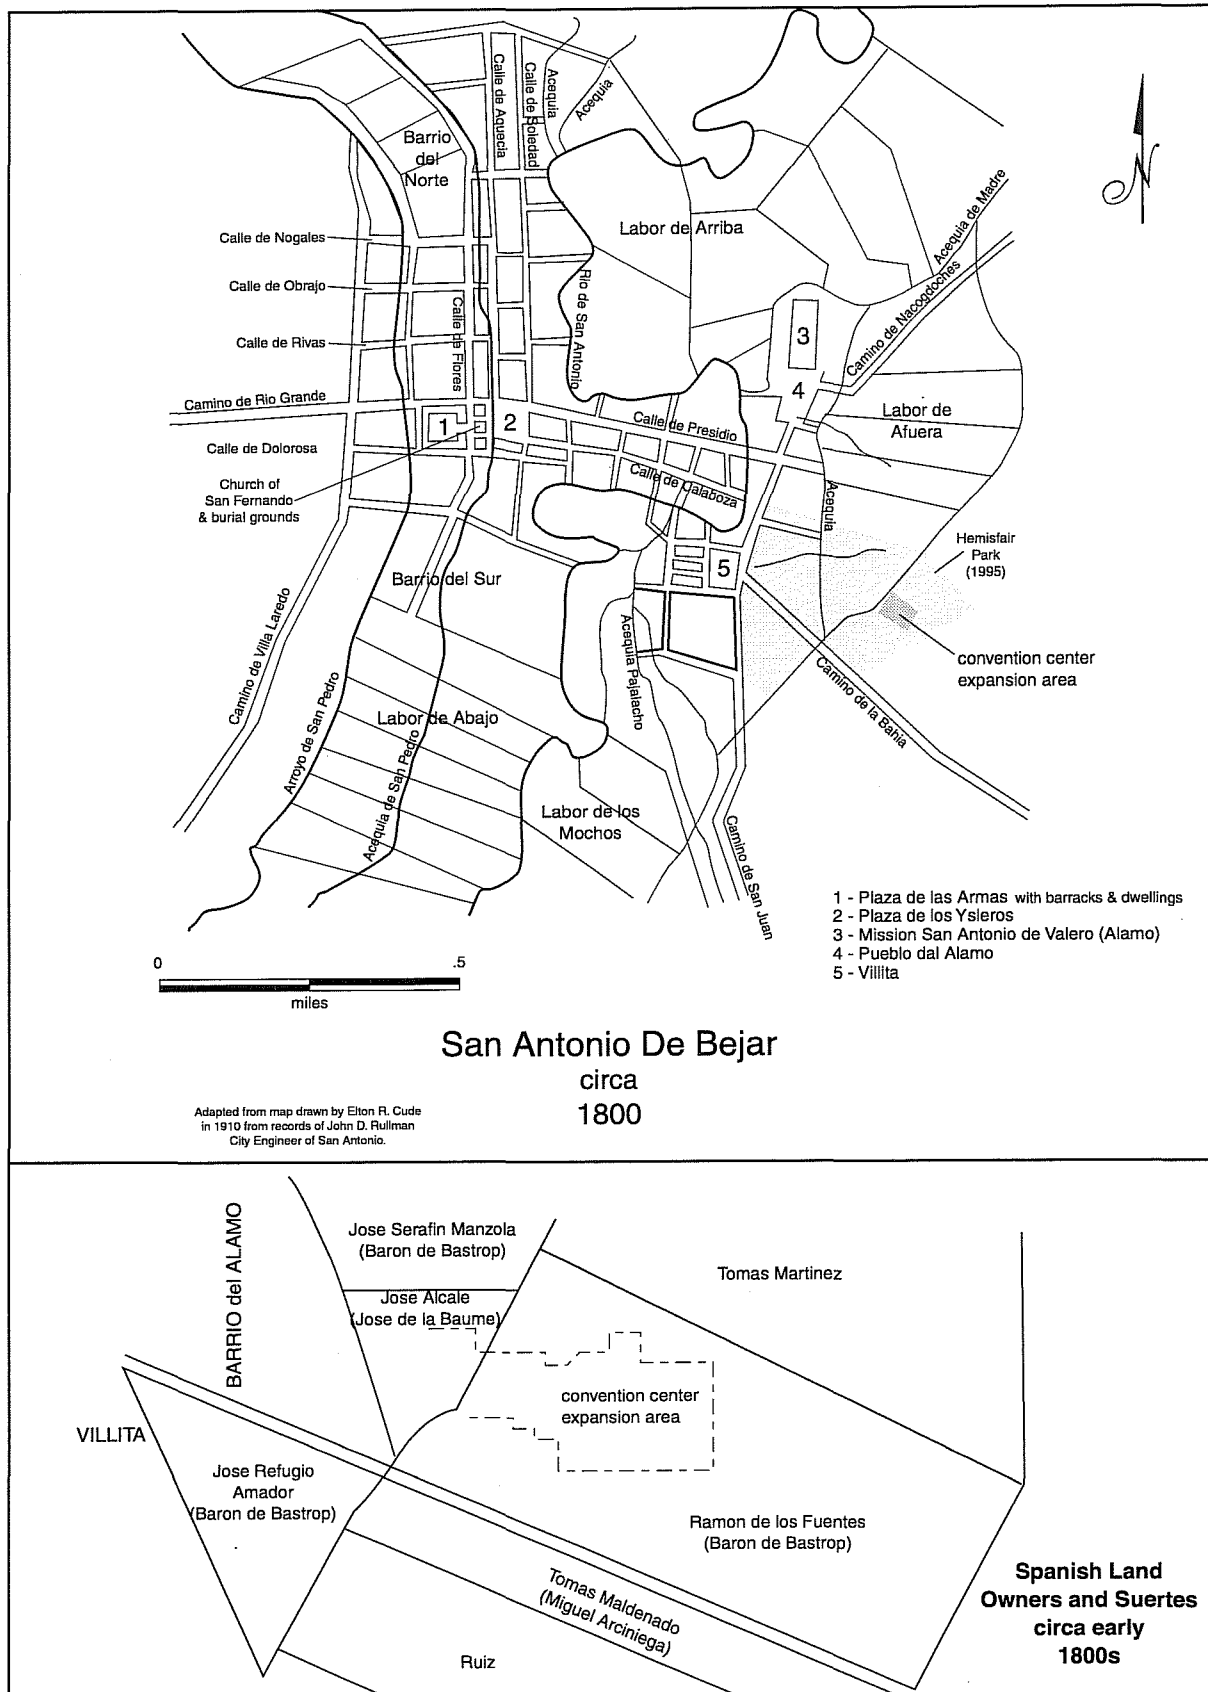 Calle de Aquecia
Calle de Soledad
Acequia
Acequia
Barrio
del
Norte
Labor de Arriba
Acequia de Madre
Calle de Nogales
Calle de Obrajo
Calle de Rivas
Calle de Flores
Rio de San Antonio
3
Camino de Nacogdoches
4
Camino de Rio Grande
1
2
Calle de Presidio
Labor de
Afuera
Calle de Dolorosa
Church of
San Fernando
& burial grounds
Calle de Calaboza
Acequia
Hemisfair
Park
(1995)
5
Barrio del Sur
Camino de Villa Laredo
Arroyo de San Pedro
Acequia Pajalacho
convention center
expansion area
Camino de la Bahia
Labor de Abajo
Acequia de San Pedro
Labor de los
Mochos
Camino de San Juan
1 - Plaza de las Armas with barracks & dwellings
2 - Plaza de los Ysleros
3 - Mission San Antonio de Valero (Alamo)
4 - Pueblo dal Alamo
5 - Villita
0 .5
miles
San Antonio De Bejar
circa
1800
Adapted from map drawn by Elton R. Cude
in 1910 from records of John D. Rullman
City Engineer of San Antonio.
BARRIO del ALAMO
Jose Serafin Manzola
(Baron de Bastrop)
Tomas Martinez
Jose Alcale
(Jose de la Baume)
convention center
expansion area
VILLITA
Jose Refugio
Amador
(Baron de Bastrop)
Ramon de los Fuentes
(Baron de Bastrop)
Tomas Maldenado
(Miguel Arciniega)
Ruiz
Spanish Land
Owners and Suertes
circa early
1800s